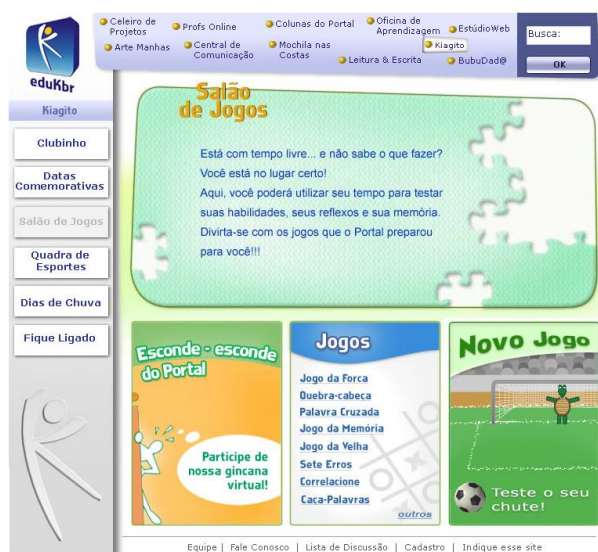 Celeiro de
Projetos
Profs Online
Colunas do Portal
Oficina de
Aprendizagem
EstúdioWeb
Arte Manhas
Central de
Comunicação
Mochila nas
Costas
Leitura & Escrita
Kiagito
BubuDad@
Busca:
OK
eduKbr
Kiagito
Clubinho
Datas
Comemorativas
Salão de Jogos
Quadra de
Esportes
Dias de Chuva
Fique Ligado
Salão
de Jogos
Está com tempo livre... e não sabe o que fazer?
Você está no lugar certo!
Aqui, você poderá utilizar seu tempo para testar
suas habilidades, seus reflexos e sua memória.
Divirta-se com os jogos que o Portal preparou
para você!!!
Esconde - esconde
do Portal
Participe de
nossa gincana
virtual!
Jogos
Jogo da Forca
Quebra-cabeca
Palavra Cruzada
Jogo da Memória
Jogo da Velha
Sete Erros
Correlacione
Caca-Palavras
outros
Novo Jogo
Teste o seu
chute!
Equipe | Fale Conosco | Lista de Discussão | Cadastro | Indique esse site